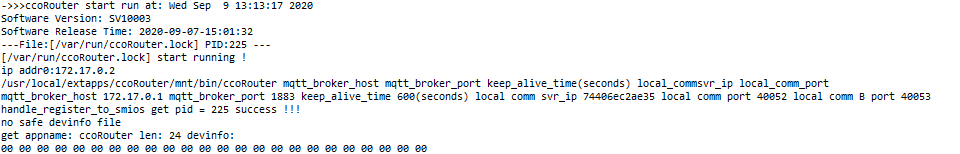 ->>>ccoRouter start run at: Wed Sep  9 13:13:17 2020
Software Version: SV10003
Software Release Time: 2020-09-07-15:01:32
---File:[/var/run/ccoRouter.lock] PID:225 ---
[/var/run/ccoRouter.lock] start running !
ip addr0:172.17.0.2
/usr/local/extapps/ccoRouter/mnt/bin/ccoRouter mqtt_broker_host mqtt_broker_port keep_alive_time(seconds) local_commsvr_ip local_comm_port
mqtt_broker_host 172.17.0.1 mqtt_broker_port 1883 keep_alive_time 600(seconds) local comm svr_ip 74406ec2ae35 local comm port 40052 local comm B port 40053
handle_register_to_smios get pid = 225 success !!!
no safe devinfo file
get appname: ccoRouter len: 24 devinfo:
00 00 00 00 00 00 00 00 00 00 00 00 00 00 00 00 00 00 00 00 00 00 00 00